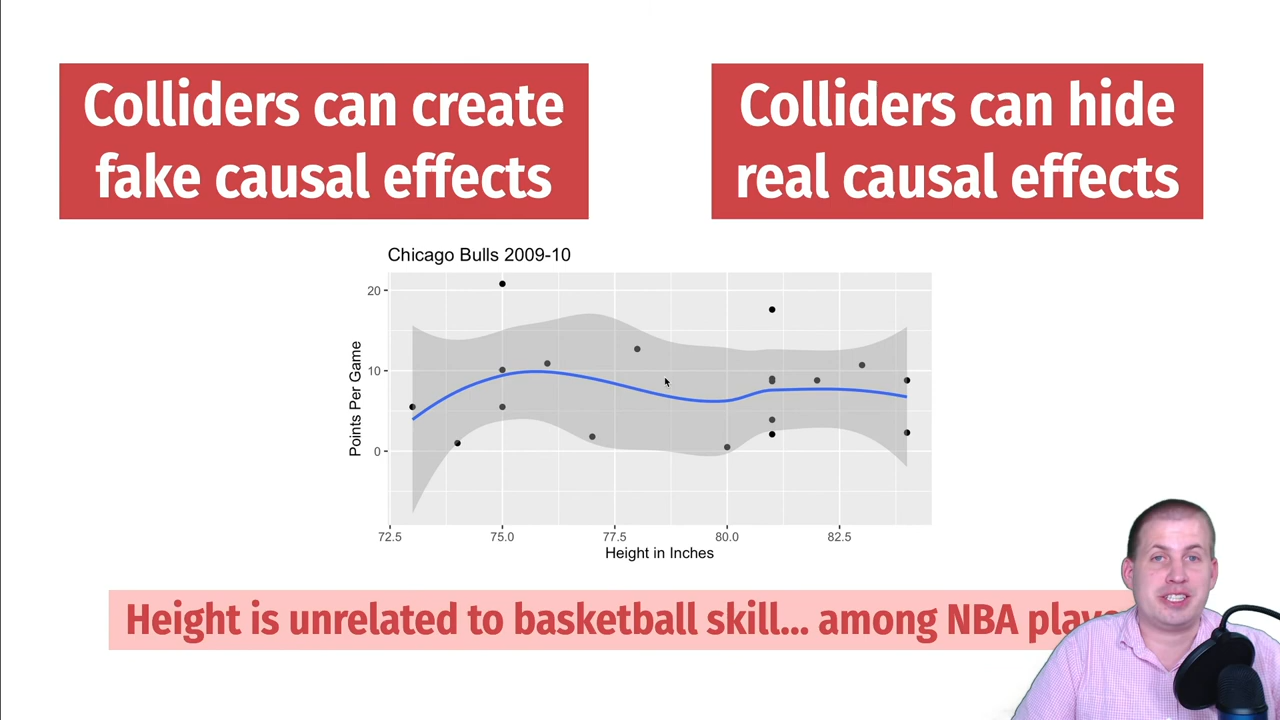 Colliders can create
fake causal effects
Colliders can hide
real causal effects
Chicago Bulls 2009-10
Points Per Game
20
10
0
72.5 75.0 77.5 80.0 82.5
Height in Inches
Height is unrelated to basketball skill... among NBA